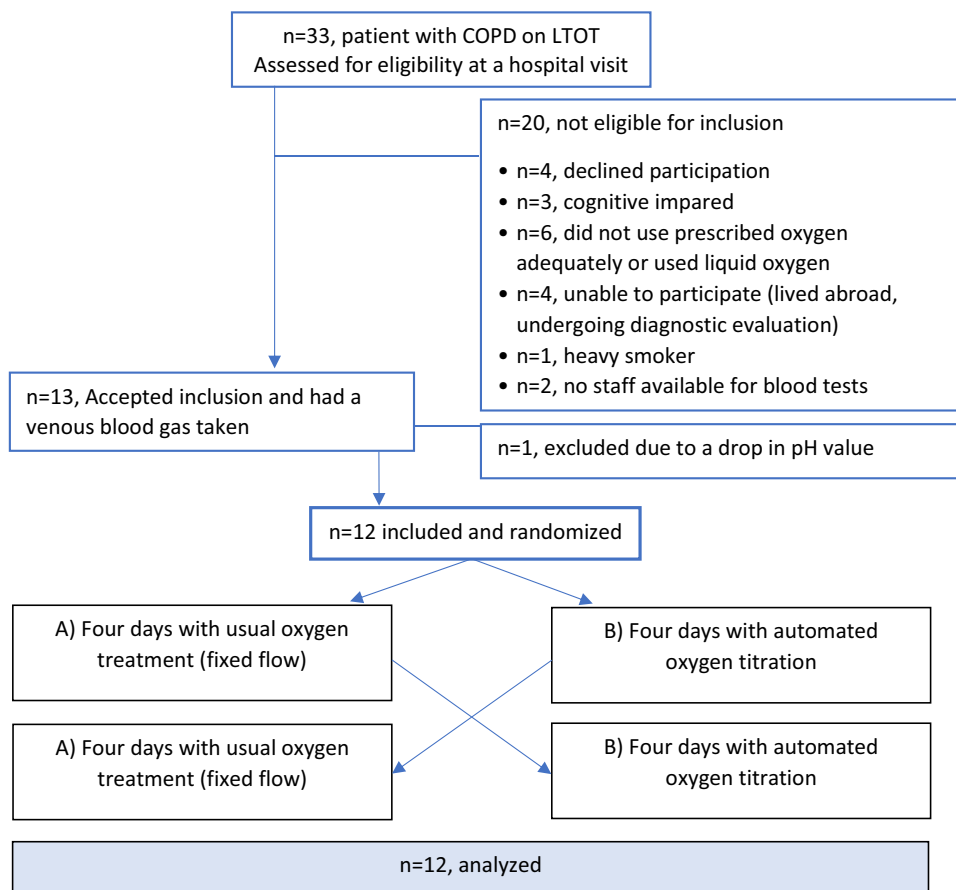 n=33, patient with COPD on LTOT
Assessed for eligibility at a hospital visit
n=20, not eligible for inclusion
• n=4, declined participation
• n=3, cognitive impared
• n=6, did not use prescribed oxygen
adequately or used liquid oxygen
• n=4, unable to participate (lived abroad,
undergoing diagnostic evaluation)
• n=1, heavy smoker
• n=2, no staff available for blood tests
n=13, Accepted inclusion and had a
venous blood gas taken
n=1, excluded due to a drop in pH value
n=12 included and randomized
A) Four days with usual oxygen
treatment (fixed flow)
B) Four days with automated
oxygen titration
A) Four days with usual oxygen
treatment (fixed flow)
B) Four days with automated
oxygen titration
n=12, analyzed